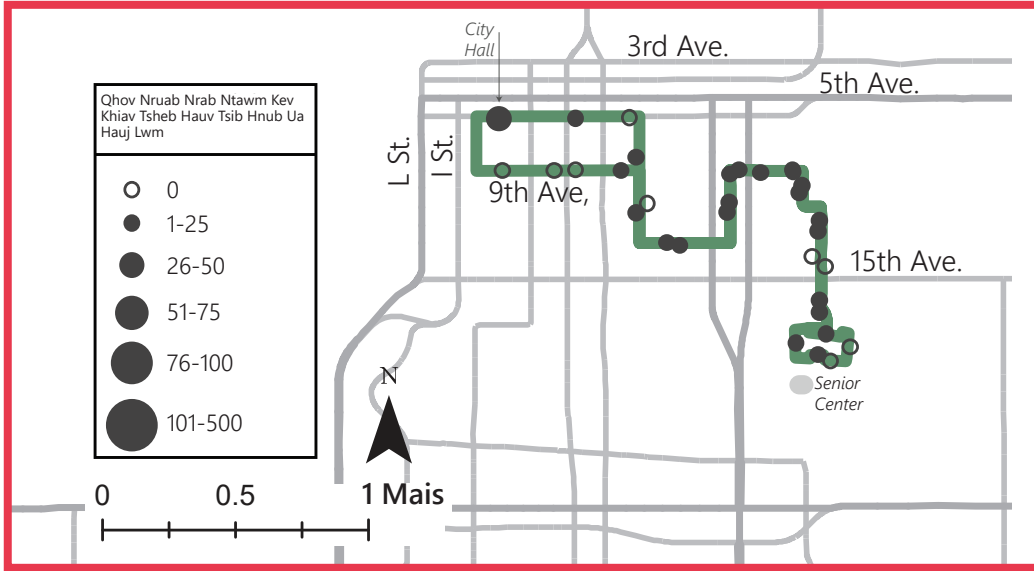 City
Hall
3rd Ave.
5th Ave.
Qhov Nruab Nrab Ntawm Kev
Khiav Tsheb Hauv Tsib Hnub Ua
Hauj Lwm
L St.
I St.
0
1-25
26-50
51-75
76-100
101-500
9th Ave,
15th Ave.
N
Senior
Center
0 0.5 1 Mais